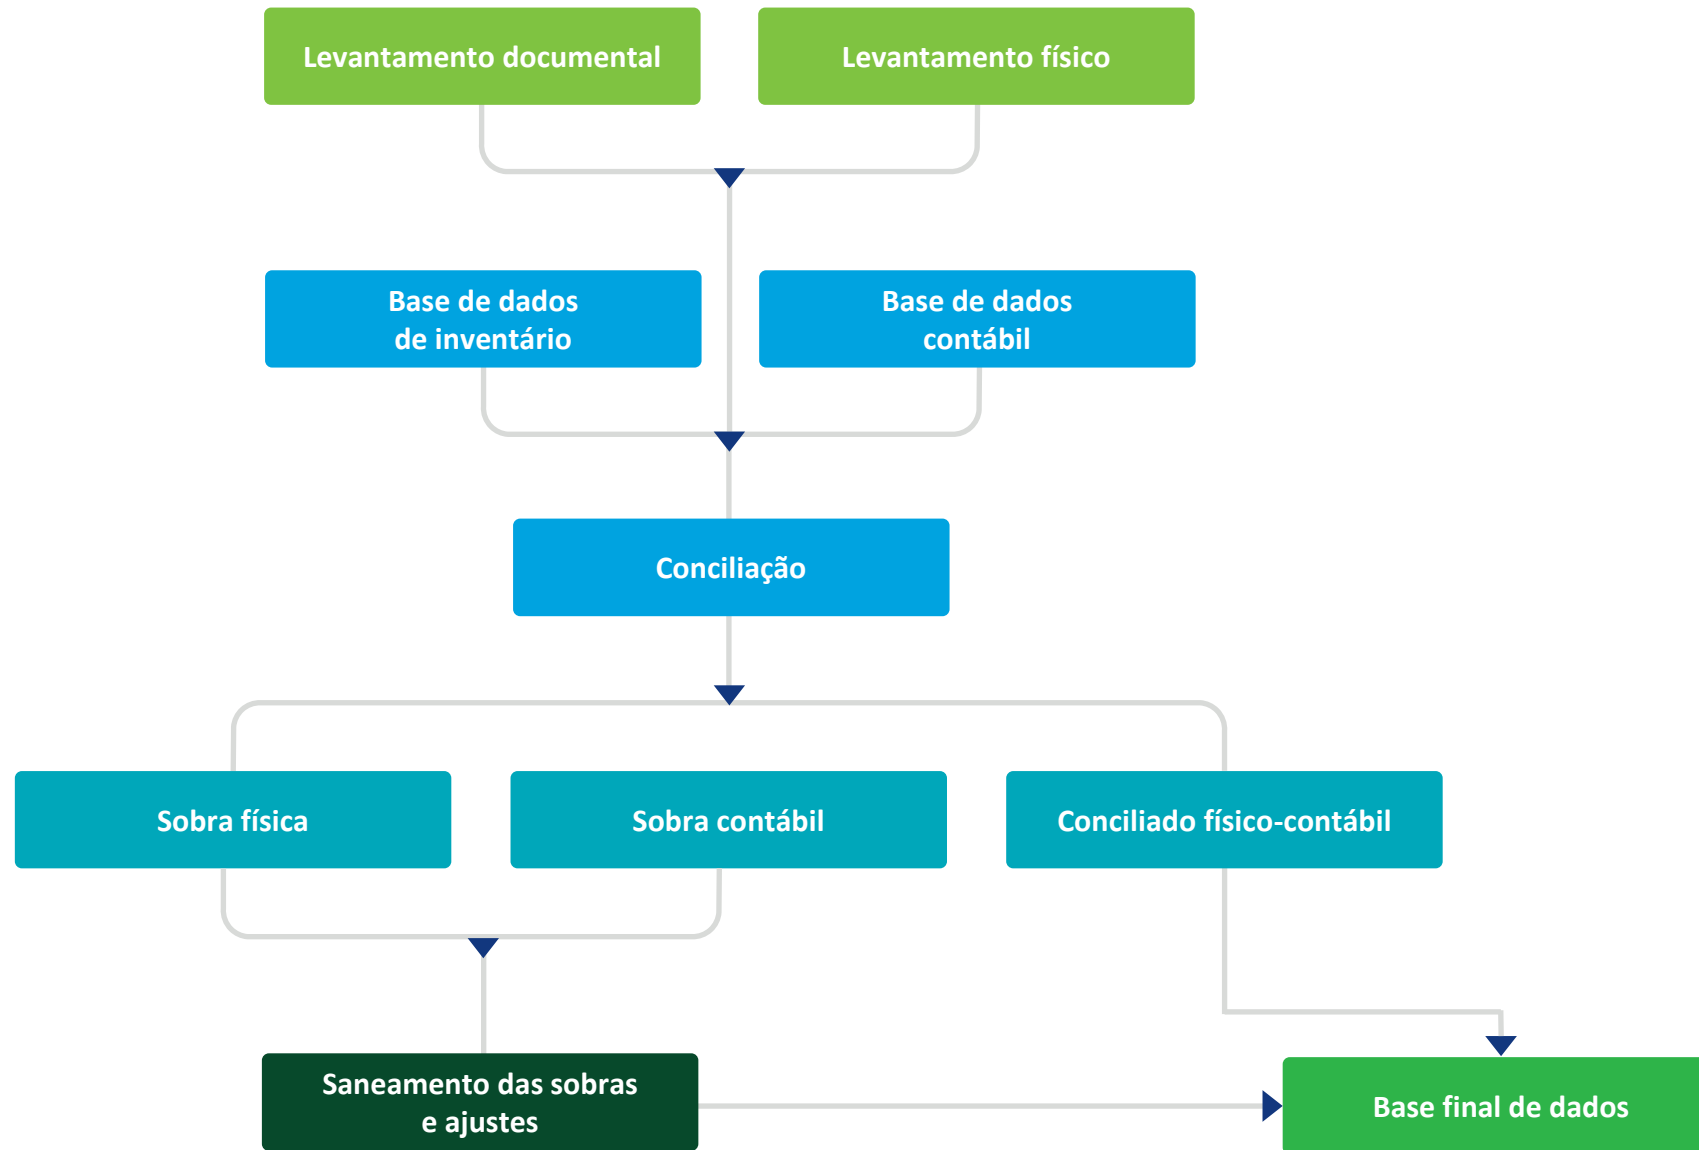 Levantamento documental
Levantamento físico
Base de dados
de inventário
Base de dados
contábil
Conciliação
Sobra física
Sobra contábil
Conciliado físico-contábil
Saneamento das sobras
e ajustes
Base final de dados